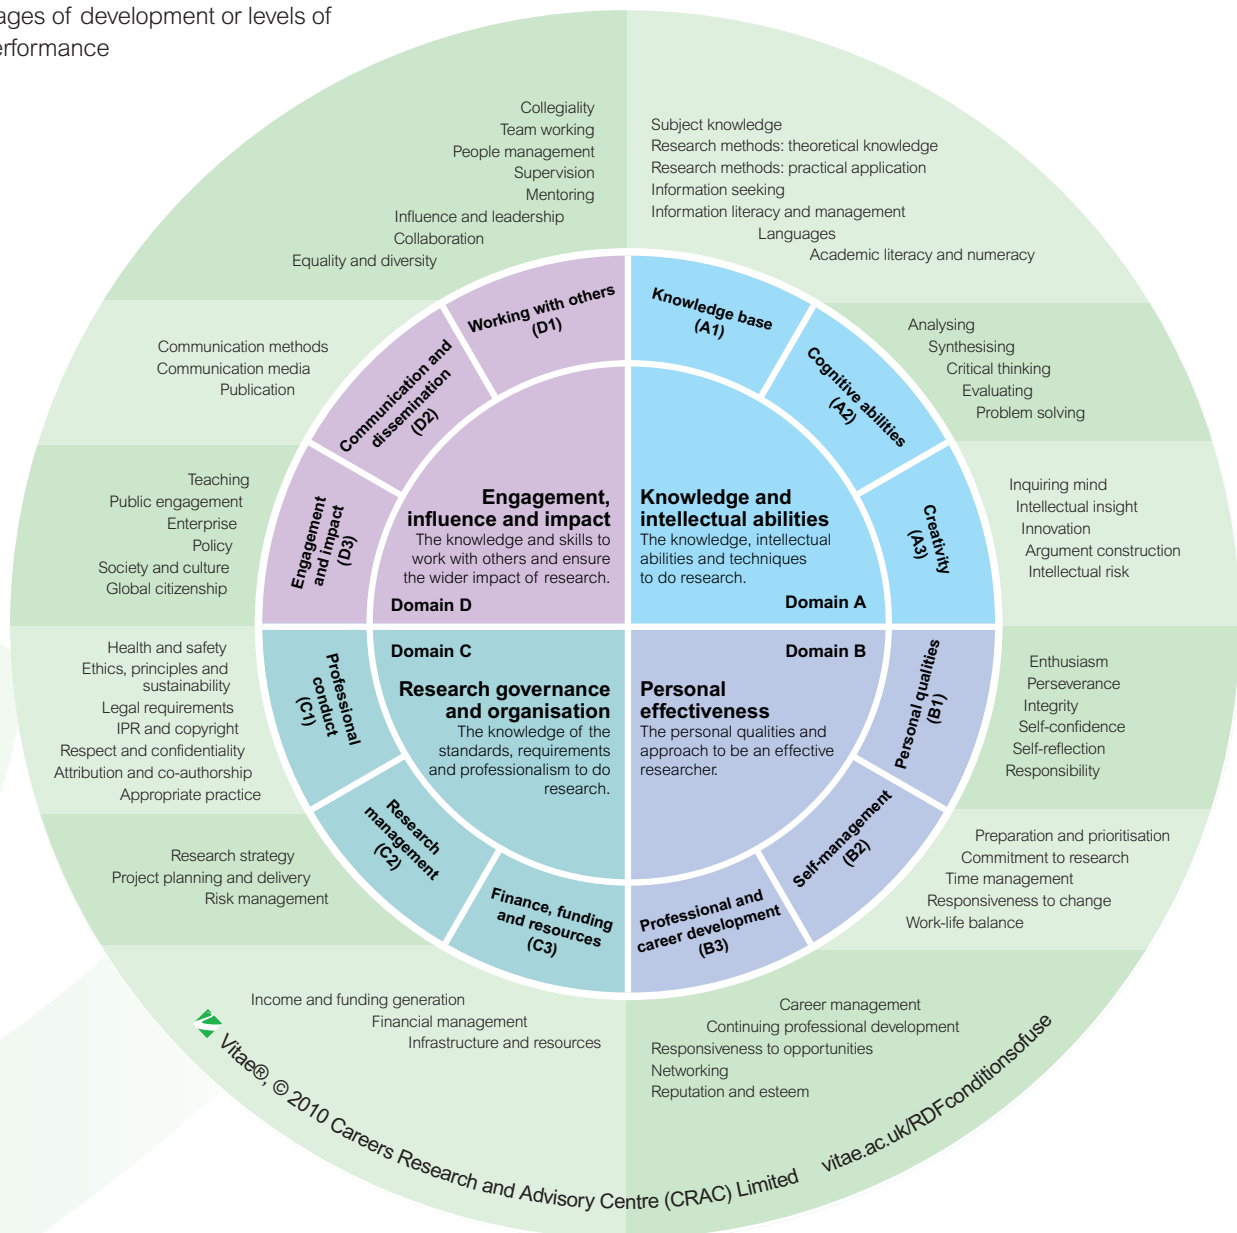 ages of development or levels of
erformance
Collegiality
Team working
People management
Supervision
Mentoring
Influence and leadership
Collaboration
Equality and diversity
Subject knowledge
Research methods: theoretical knowledge
Research methods: practical application
Information seeking
Information literacy and management
Languages
Academic literacy and numeracy
Working with others
(D1)
Knowledge base
(A1)
Communication methods
Communication media
Publication
Communication and
dissemination
(D2)
Cognitive abilities
(A2)
Analysing
Synthesising
Critical thinking
Evaluating
Problem solving
Teaching
Public engagement
Enterprise
Policy
Society and culture
Global citizenship
Engagement
and impact
(D3)
Engagement,
influence and impact
The knowledge and skills to
work with others and ensure
the wider impact of research.
Domain D
Knowledge and
intellectual abilities
The knowledge, intellectual
abilities and techniques
to do research.
Domain A
Creativity
(A3)
Inquiring mind
Intellectual insight
Innovation
Argument construction
Intellectual risk
Health and safety
Ethics, principles and
sustainability
Legal requirements
IPR and copyright
Respect and confidentiality
Attribution and co-authorship
Appropriate practice
Professional
conduct
(C1)
Domain C
Research governance
and organisation
The knowledge of the
standards, requirements
and professionalism to do
research.
Domain B
Personal
effectiveness
The personal qualities and
approach to be an effective
researcher.
Personal qualities
(B1)
Enthusiasm
Perseverance
Integrity
Self-confidence
Self-reflection
Responsibility
Research strategy
Project planning and delivery
Risk management
Research
management
(C2)
Self-management
(B2)
Preparation and prioritisation
Commitment to research
Time management
Responsiveness to change
Work-life balance
Finance, funding
and resources
(C3)
Professional and
career development
(B3)
Income and funding generation
Financial management
Infrastructure and resources
Career management
Continuing professional development
Responsiveness to opportunities
Networking
Reputation and esteem
Vitae®, © 2010 Careers Research and Advisory Centre (CRAC) Limited
vitae.ac.uk/RDFconditionsofuse